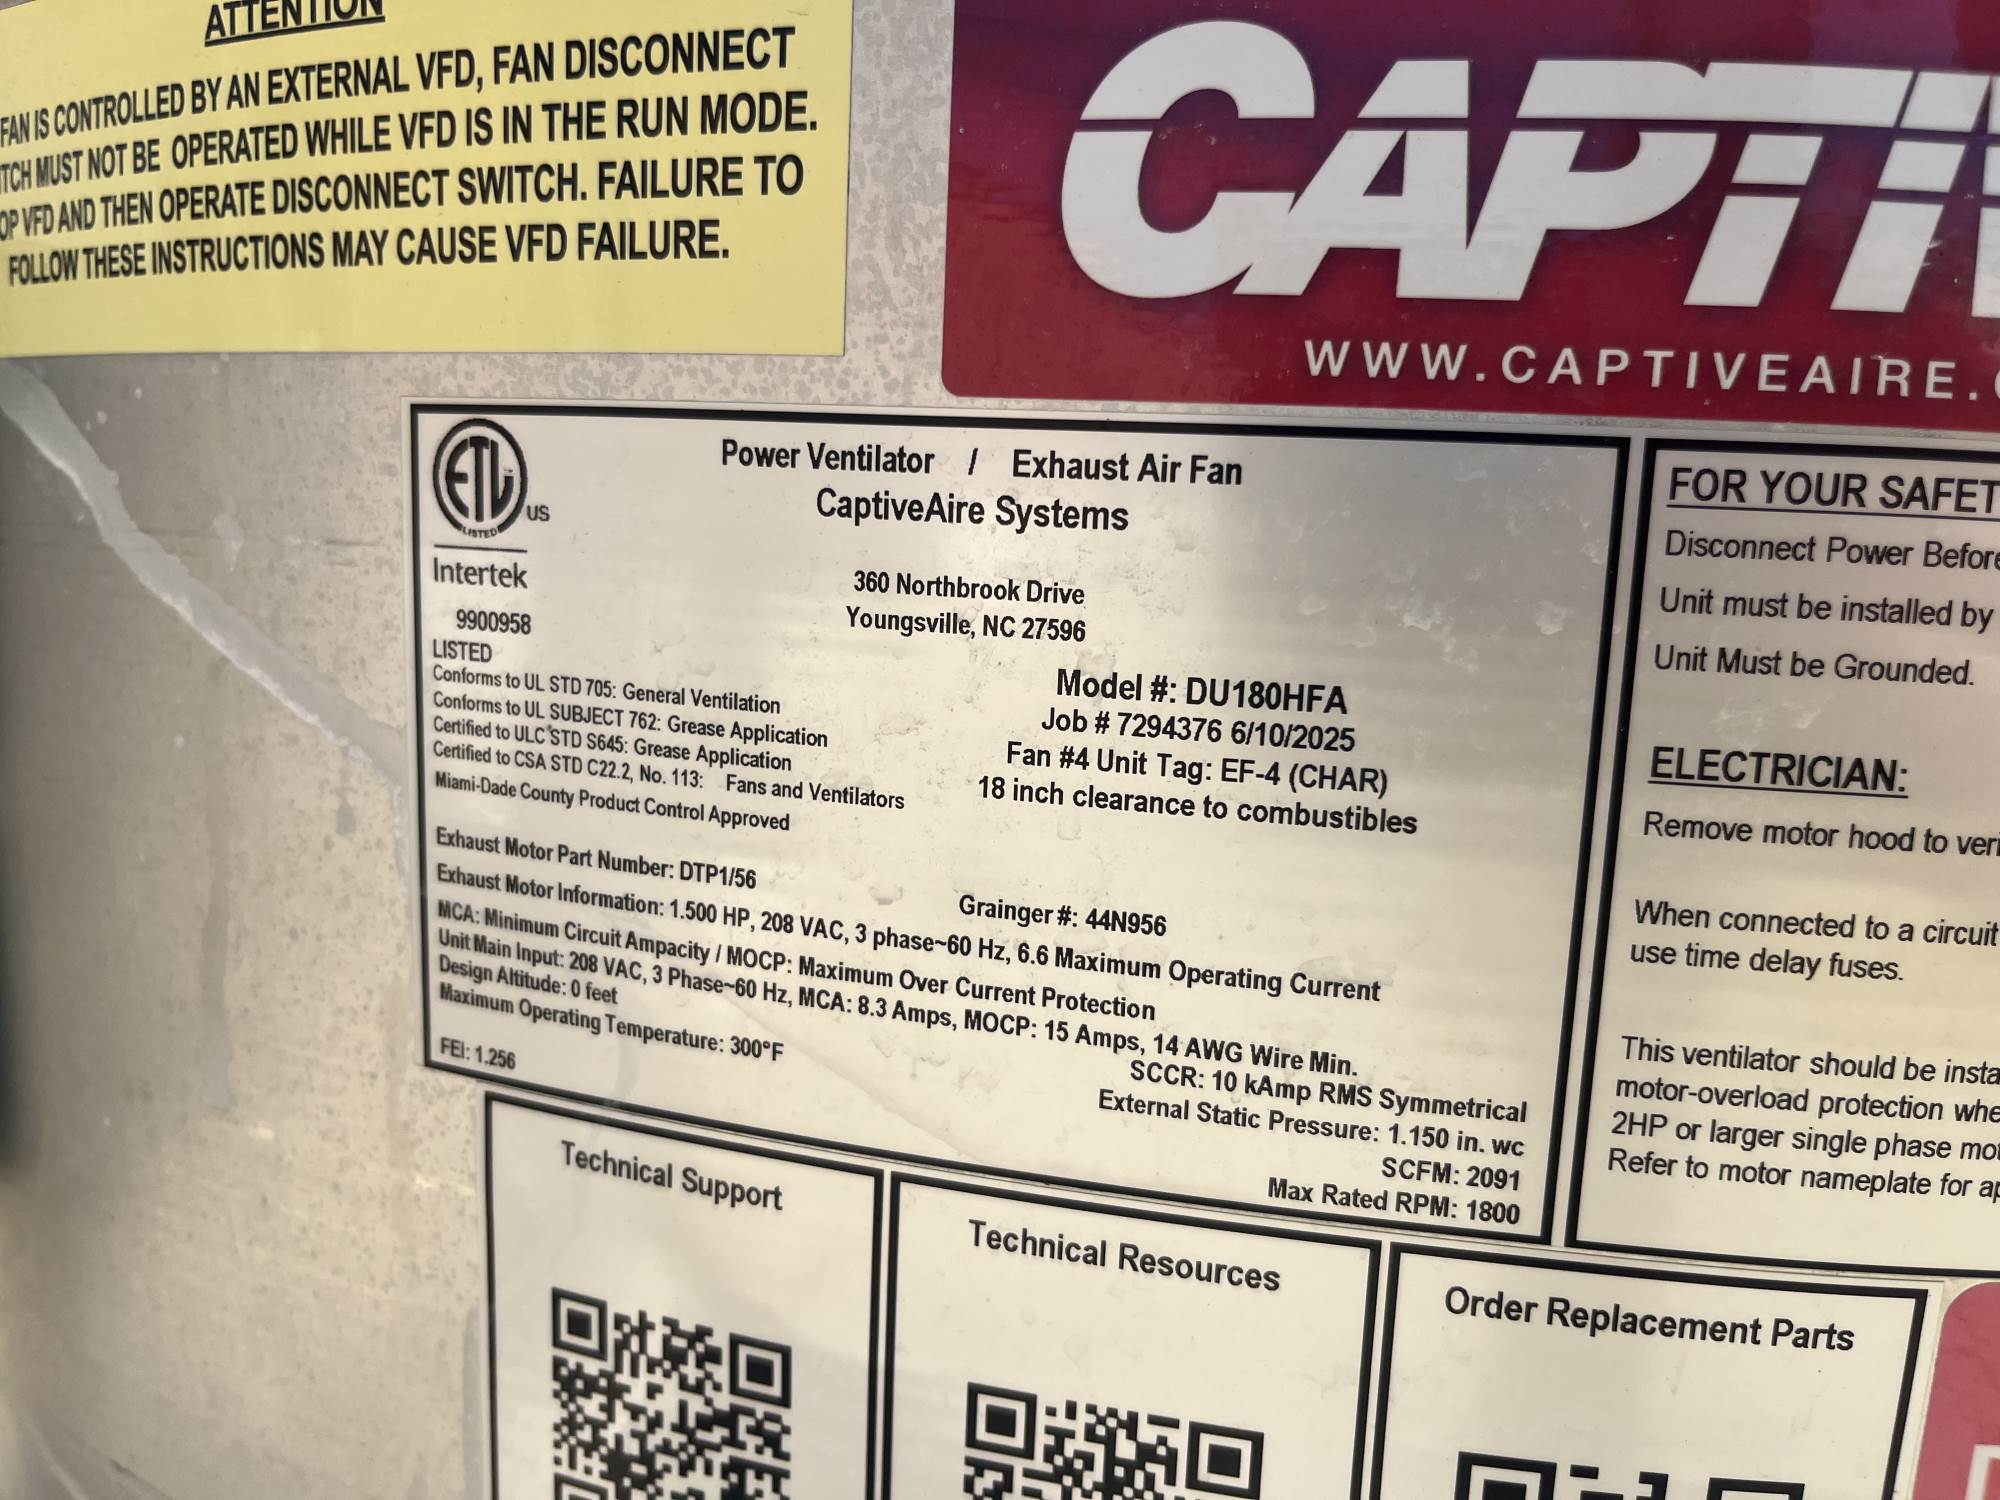 ATTENTION
FAN IS CONTROLLED BY AN EXTERNAL VFD, FAN DISCONNECT
MUST NOT BE OPERATED WHILE VFD IS IN THE RUN MODE.
VFD AND THEN OPERATE DISCONNECT SWITCH. FAILURE TO
FOLLOW THESE INSTRUCTIONS MAY CAUSE VFD FAILURE.
CAPTIV
WWW.CAPTIVEAIRE.
ETL
LISTED
US
Intertek
9900958
LISTED
Power Ventilator / Exhaust Air Fan
CaptiveAire Systems
360 Northbrook Drive
Youngsville, NC 27596
Conforms to UL STD 705: General Ventilation
Conforms to UL SUBJECT 762: Grease Application
Certified to ULC STD S645: Grease Application
Certified to CSA STD C22.2, No. 113: Fans and Ventilators
Miami-Dade County Product Control Approved
Model #: DU180HFA
Job # 7294376 6/10/2025
Fan #4 Unit Tag: EF-4 (CHAR)
18 inch clearance to combustibles
Exhaust Motor Part Number: DTP1/56 Grainger #: 44N956
Exhaust Motor Information: 1.500 HP, 208 VAC, 3 phase~60 Hz, 6.6 Maximum Operating Current
MCA: Minimum Circuit Ampacity / MOCP: Maximum Over Current Protection
Unit Main Input: 208 VAC, 3 Phase~60 Hz, MCA: 8.3 Amps, MOCP: 15 Amps, 14 AWG Wire Min.
Design Altitude: 0 feet
Maximum Operating Temperature: 300°F
FEI: 1.256
SCCR: 10 kAmp RMS Symmetrical
External Static Pressure: 1.150 in. wc
SCFM: 2091
Max Rated RPM: 1800
FOR YOUR SAFET
Disconnect Power Before
Unit must be installed by
Unit Must be Grounded.
ELECTRICIAN:
Remove motor hood to veri
When connected to a circuit
use time delay fuses.
This ventilator should be insta
motor-overload protection whe
2HP or larger single phase mot
Refer to motor nameplate for ap
Technical Support
Technical Resources
Order Replacement Parts